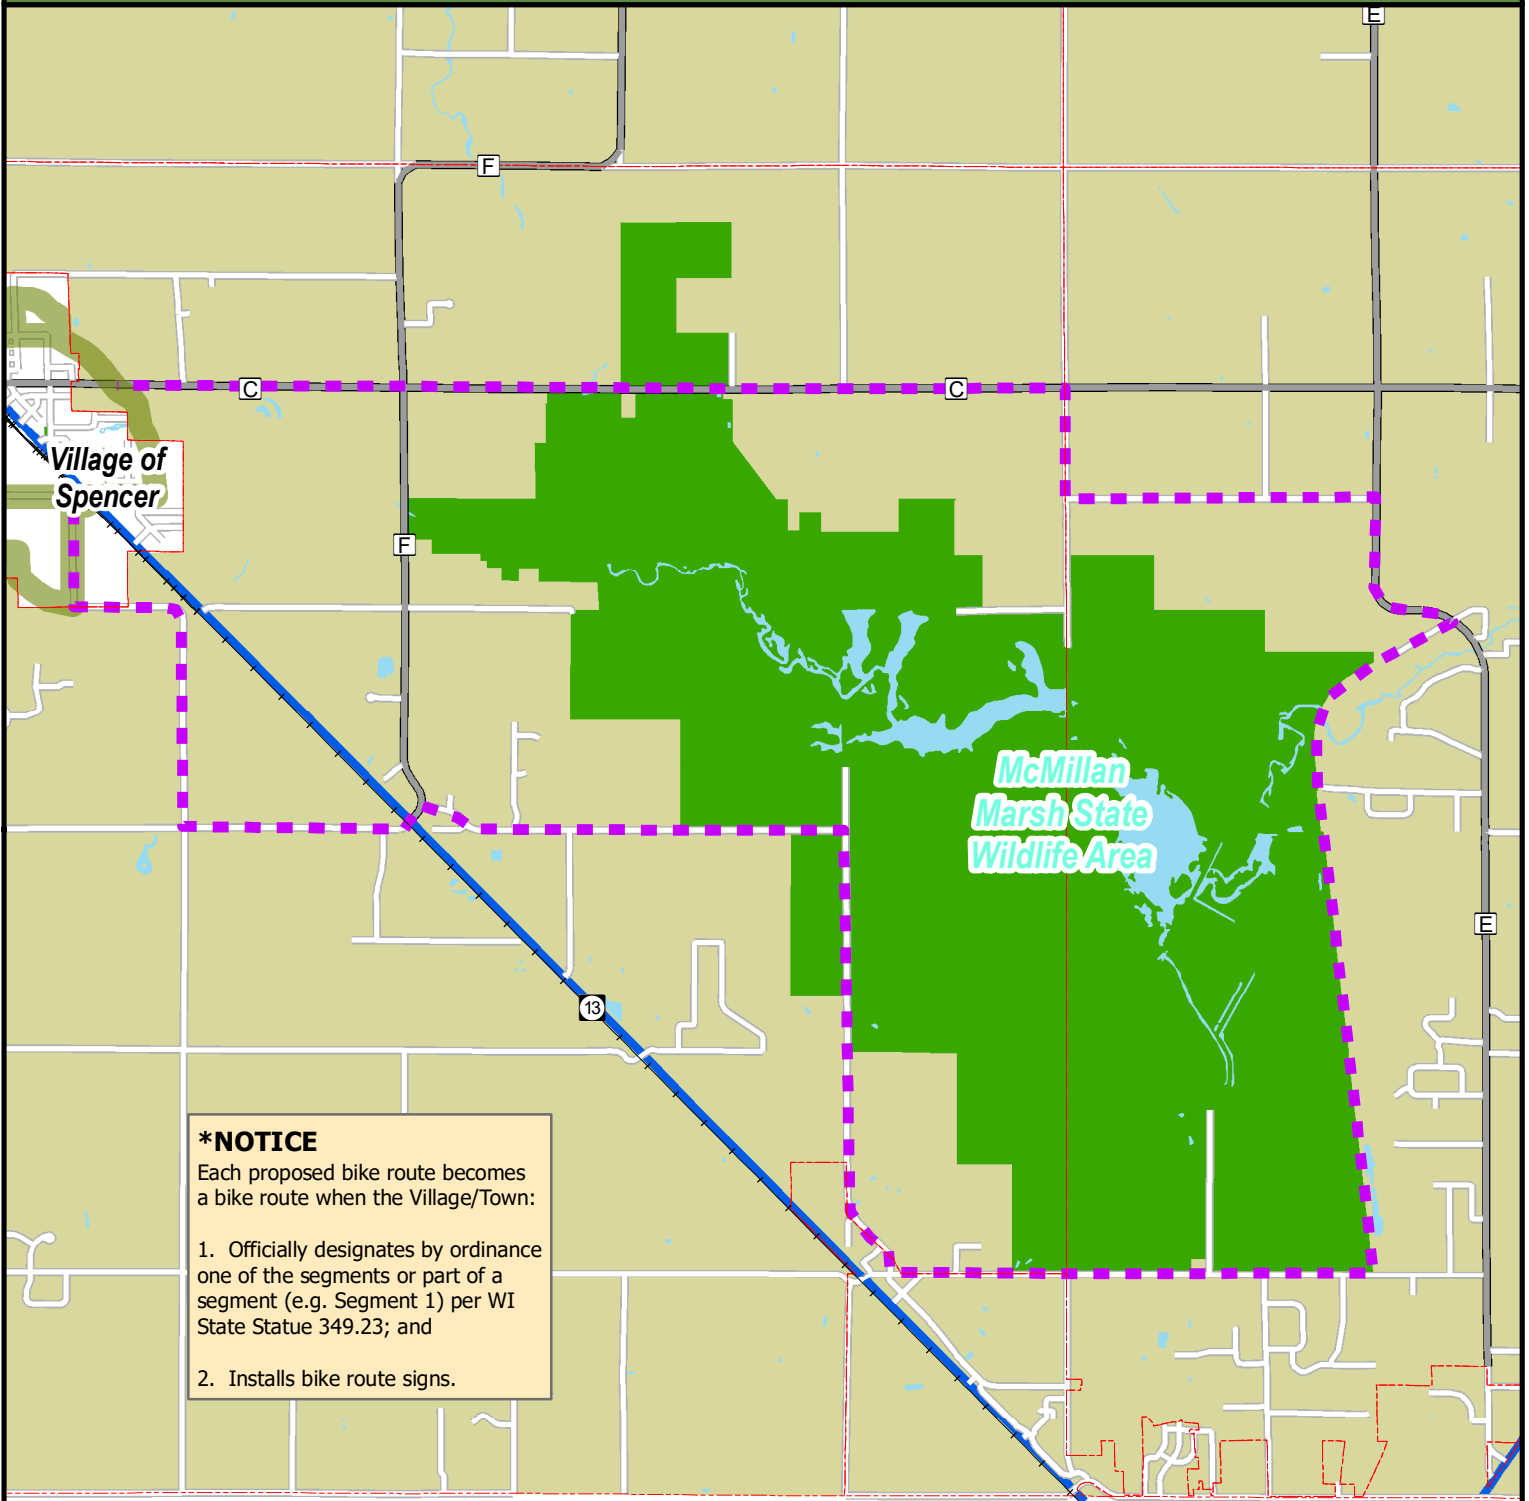 E
F
C
C
Village of
Spencer
F
McMillan
Marsh State
Wildlife Area
E
13
*NOTICE
Each proposed bike route becomes
a bike route when the Village/Town:
1. Officially designates by ordinance
one of the segments or part of a
segment (e.g. Segment 1) per WI
State Statue 349.23; and
2. Installs bike route signs.